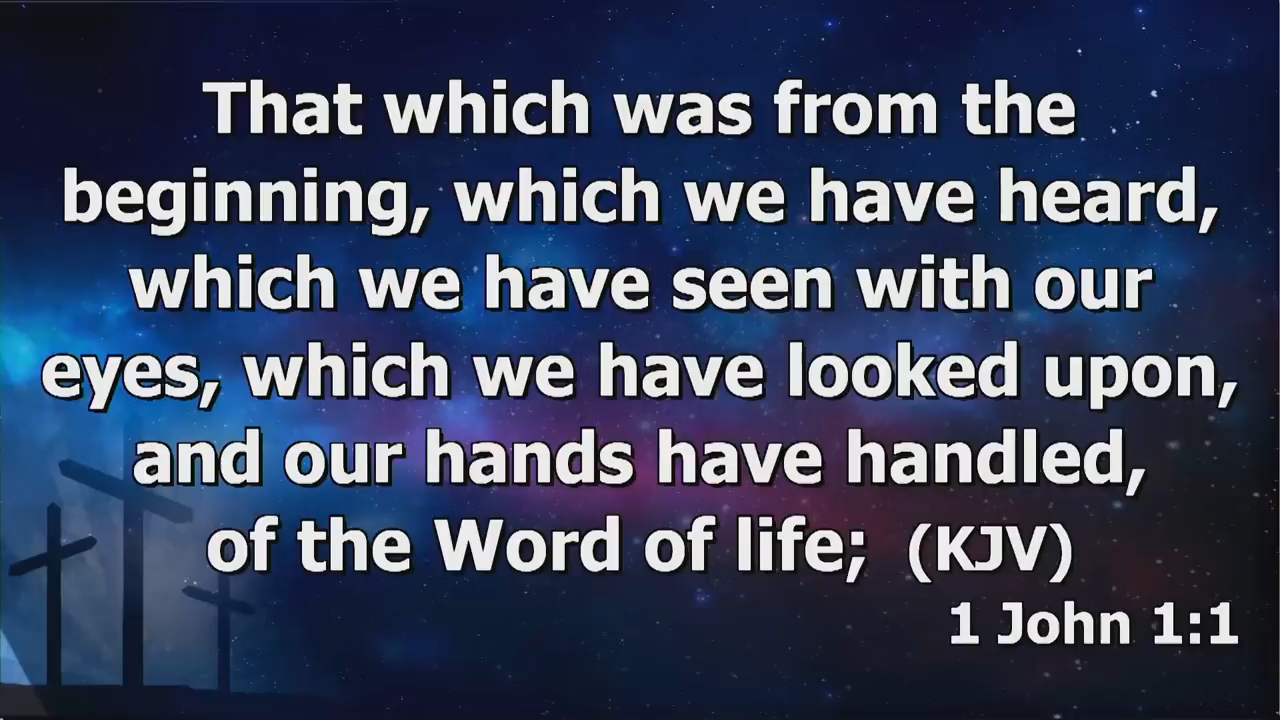 That which was from the
beginning, which we have heard,
which we have seen with our
eyes, which we have looked upon,
and our hands have handled,
of the Word of life; (KJV)
1 John 1:1